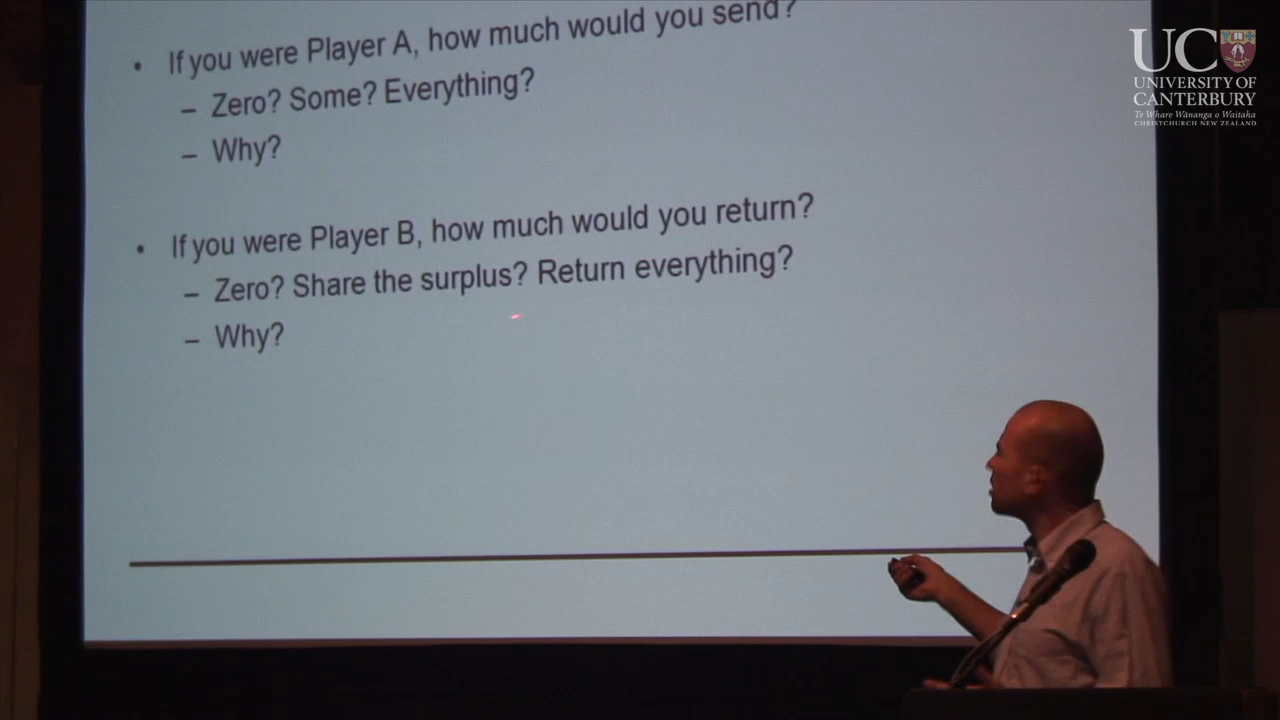 • If you were Player A, how much would you send?
– Zero? Some? Everything?
– Why?
• If you were Player B, how much would you return?
– Zero? Share the surplus? Return everything?
– Why?
UC
UNIVERSITY OF
CANTERBURY
Te Whare Wānanga o Waitaha
CHRISTCHURCH NEW ZEALAND